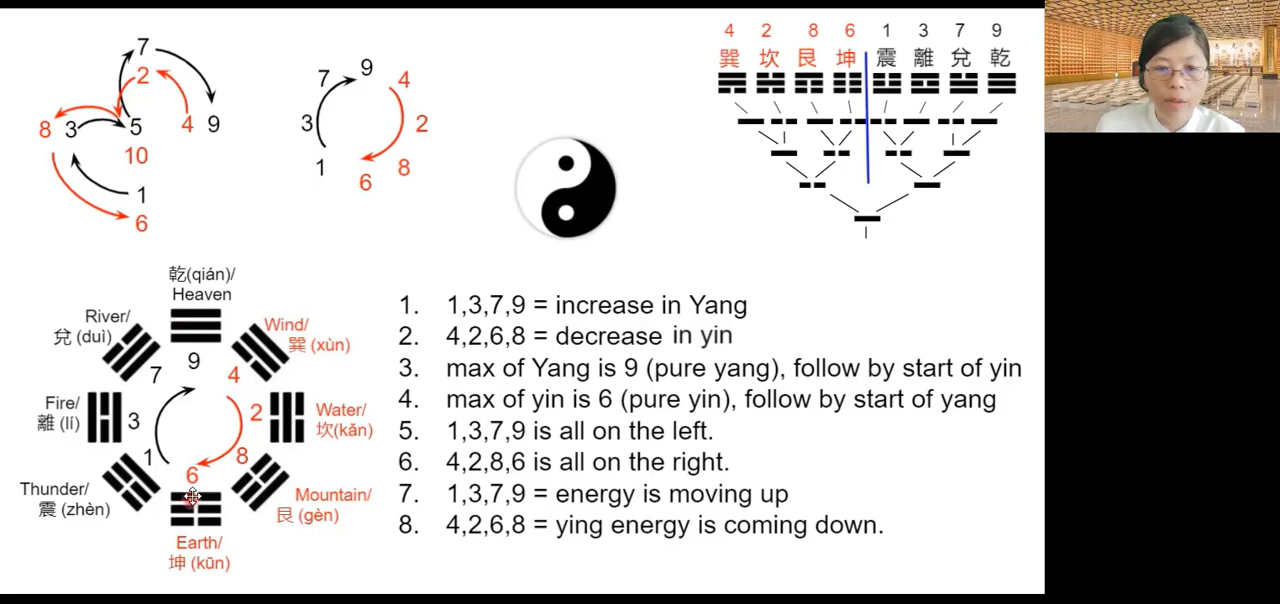 7
2
8
3
5
4
9
10
1
6
7
9
4
3
2
1
8
6
4 2 8 6 1 3 7 9
巽 坎 艮 坤 震 離 兌 乾
乾(qián)/
Heaven
River/
兌 (duì)
Wind/
巽 (xùn)
9
7
4
Fire/
離 (lí)
3
2
Water/
坎(kǎn)
1
8
6
Thunder/
震 (zhèn)
Mountain/
艮 (gèn)
Earth/
坤 (kūn)
1. 1,3,7,9 = increase in Yang
2. 4,2,6,8 = decrease in yin
3. max of Yang is 9 (pure yang), follow by start of yin
4. max of yin is 6 (pure yin), follow by start of yang
5. 1,3,7,9 is all on the left.
6. 4,2,8,6 is all on the right.
7. 1,3,7,9 = energy is moving up
8. 4,2,6,8 = ying energy is coming down.